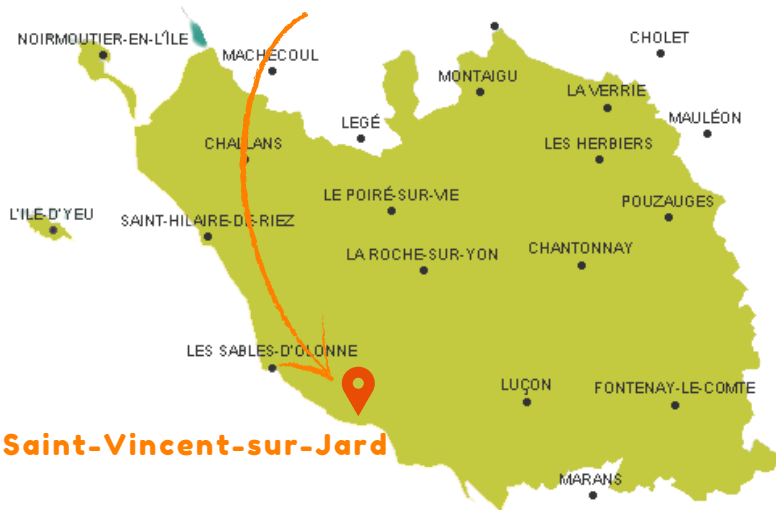 NOIRMOUTIER-EN-L'ÎLE
CHOLET
MACHECOUL
MONTAIGU
LA VERRIE
MAULÉON
LEGÉ
CHALLANS
LES HERBIERS
LE POIRÉ-SUR-VIE
POUZAUGES
L'ILE-D'YEU
SAINT-HILAIRE-DE-RIEZ
LA ROCHE-SUR-YON
CHANTONNAY
LES SABLES-D'OLONNE
LUÇON
FONTENAY-LE-COMTE
Saint-Vincent-sur-Jard
MARANS